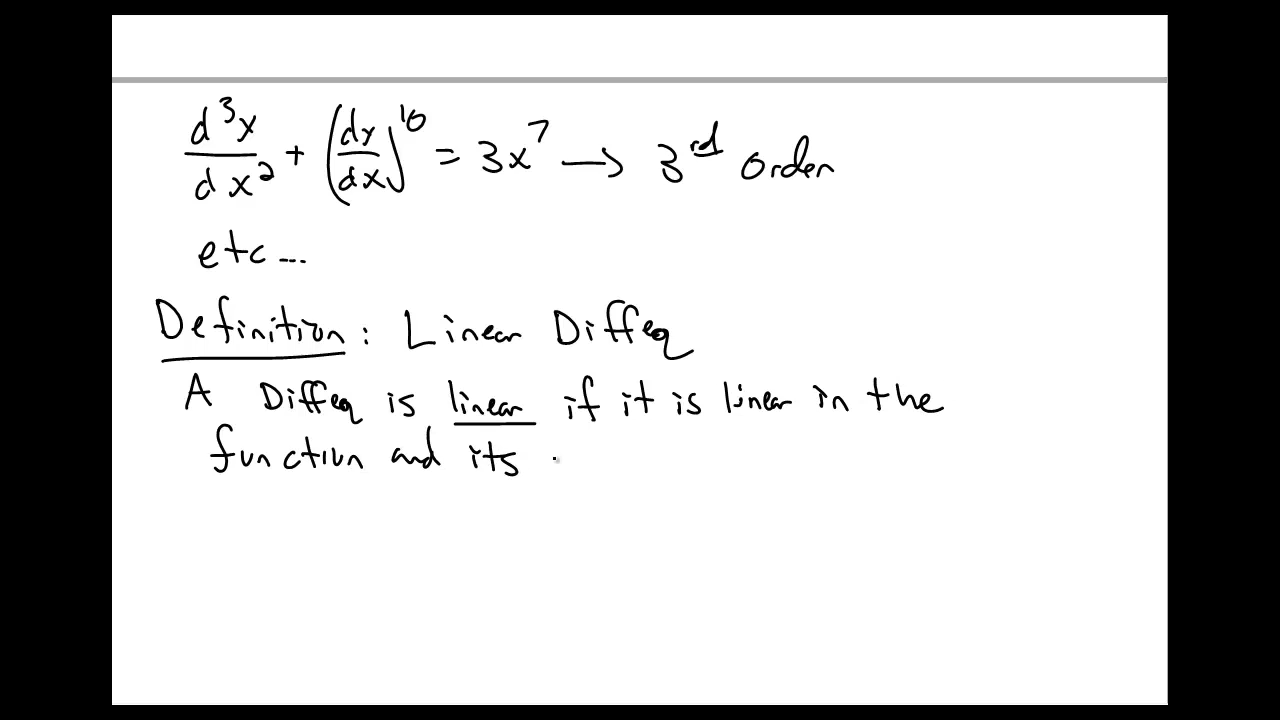 d³x/dx² + (dy/dx)¹⁰ = 3x⁷ → 3ʳᵈ order
etc...
Definition: Linear Diffeq
A Diffeq is linear if it is linear in the
function and its